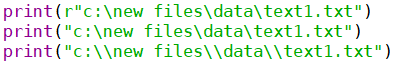 print(r"c:\new files\data\text1.txt")
print("c:\new files\data\text1.txt")
print("c:\\new files\\data\\text1.txt")